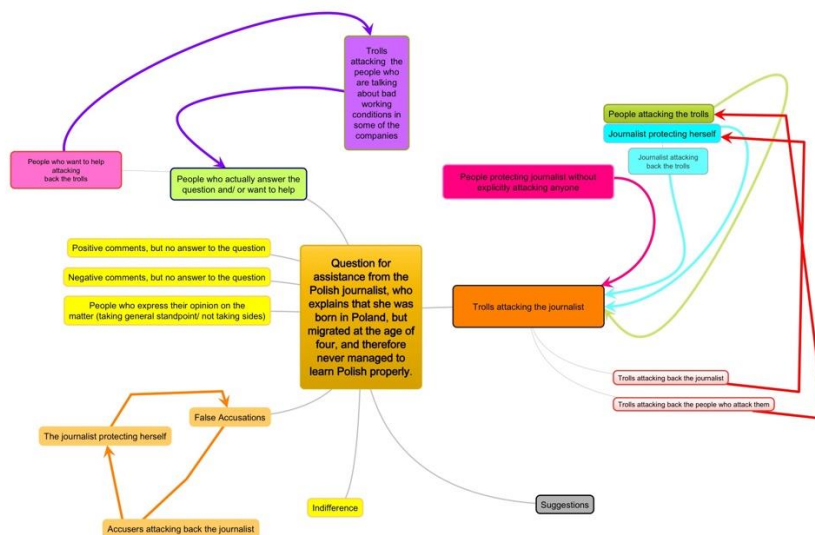 Trolls
attacking the
people who
are talking
about bad
working
conditions in
some of the
companies
People who want to help
attacking
back the trolls
People who actually answer the
question and/ or want to help
People attacking the trolls
Journalist protecting herself
Journalist attacking
back the trolls
People protecting journalist without
explicitly attacking anyone
Positive comments, but no answer to the question
Negative comments, but no answer to the question
People who express their opinion on the
matter (taking general standpoint/ not taking sides)
Question for
assistance from the
Polish journalist, who
explains that she was
born in Poland, but
migrated at the age of
four, and therefore
never managed to
learn Polish properly.
Trolls attacking the journalist
Trolls attacking back the journalist
Trolls attacking back the people who attack them
False Accusations
The journalist protecting herself
Accusers attacking back the journalist
Indifference
Suggestions